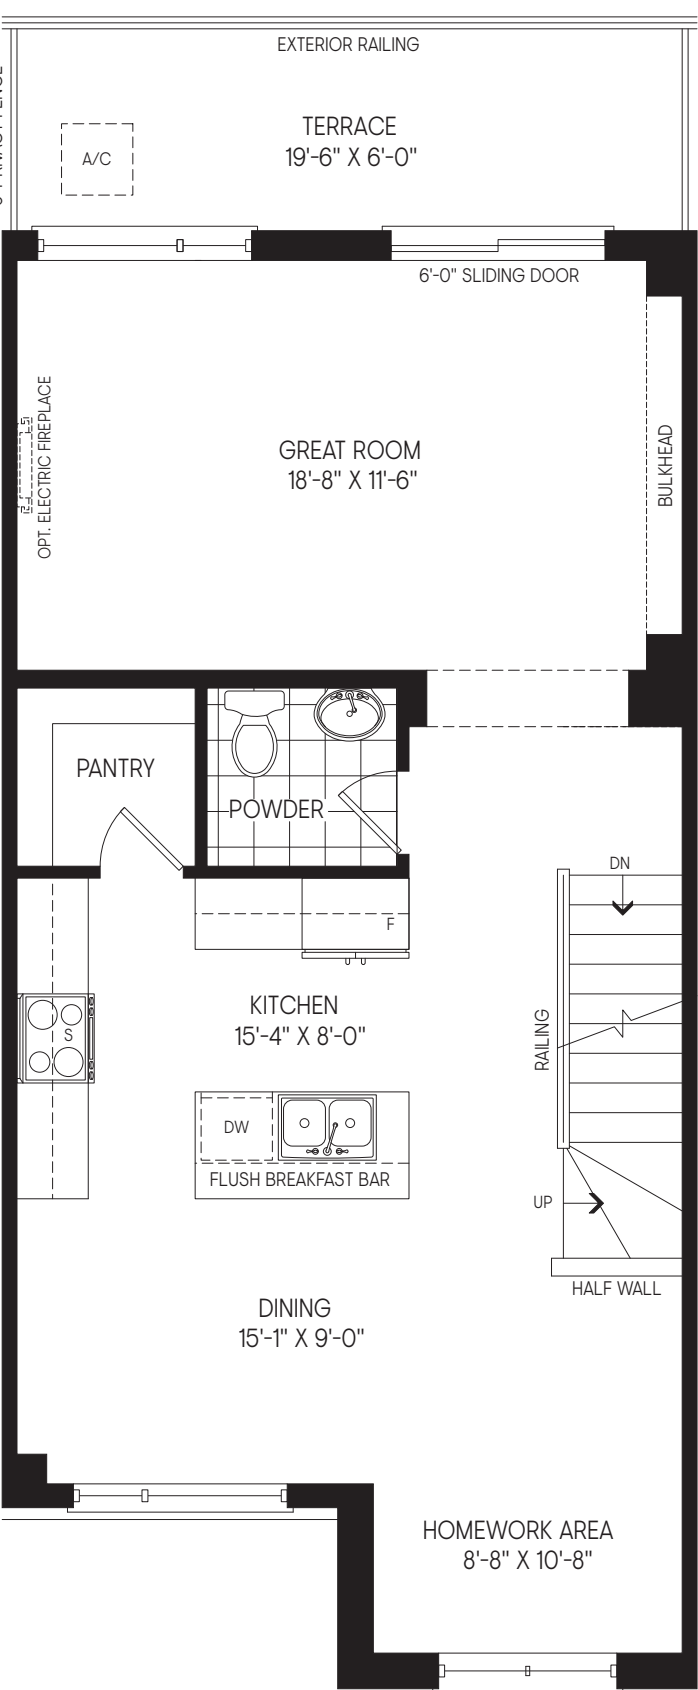 EXTERIOR RAILING
TERRACE
19'-6" X 6'-0"
A/C
6'-0" SLIDING DOOR
OPT. ELECTRIC FIREPLACE
GREAT ROOM
18'-8" X 11'-6"
BULKHEAD
PANTRY
POWDER
DN
F
KITCHEN
15'-4" X 8'-0"
S
RAILING
DW
FLUSH BREAKFAST BAR
UP
HALF WALL
DINING
15'-1" X 9'-0"
HOMEWORK AREA
8'-8" X 10'-8"